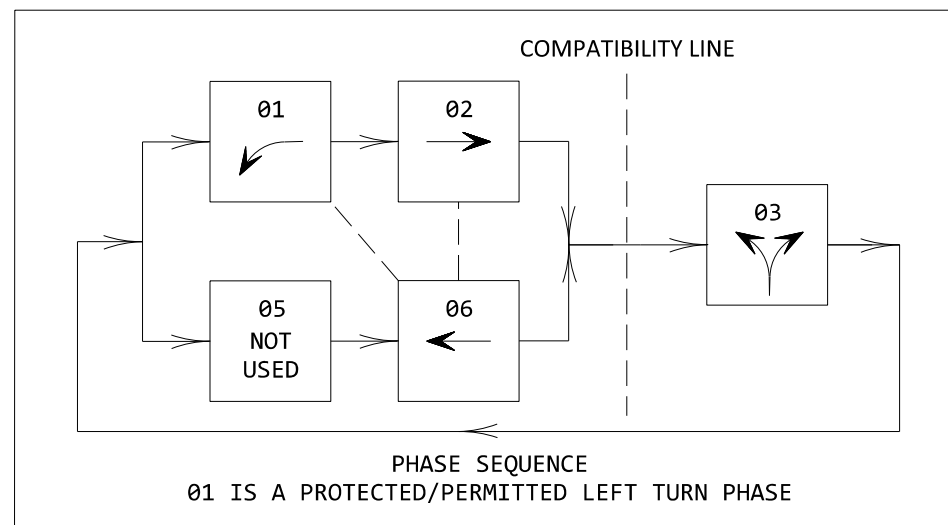 COMPATIBILITY LINE
01
02
03
05
NOT
USED
06
PHASE SEQUENCE
01 IS A PROTECTED/PERMITTED LEFT TURN PHASE